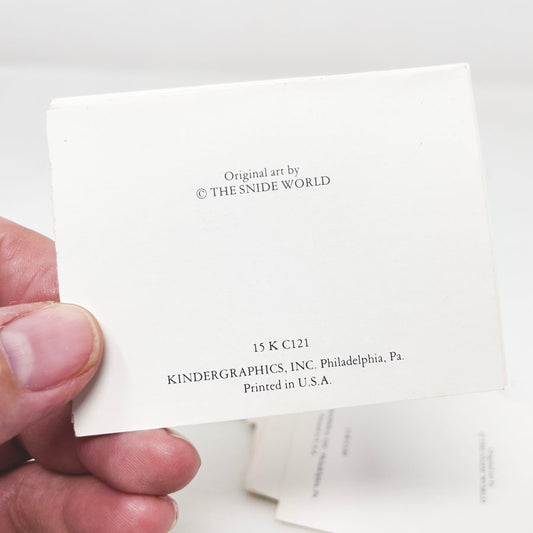 Original art by
© THE SNIDE WORLD
15 K C121
KINDERGRAPHICS, INC. Philadelphia, Pa.
Printed in U.S.A.